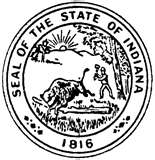 SEAL OF THE STATE OF INDIANA
1816